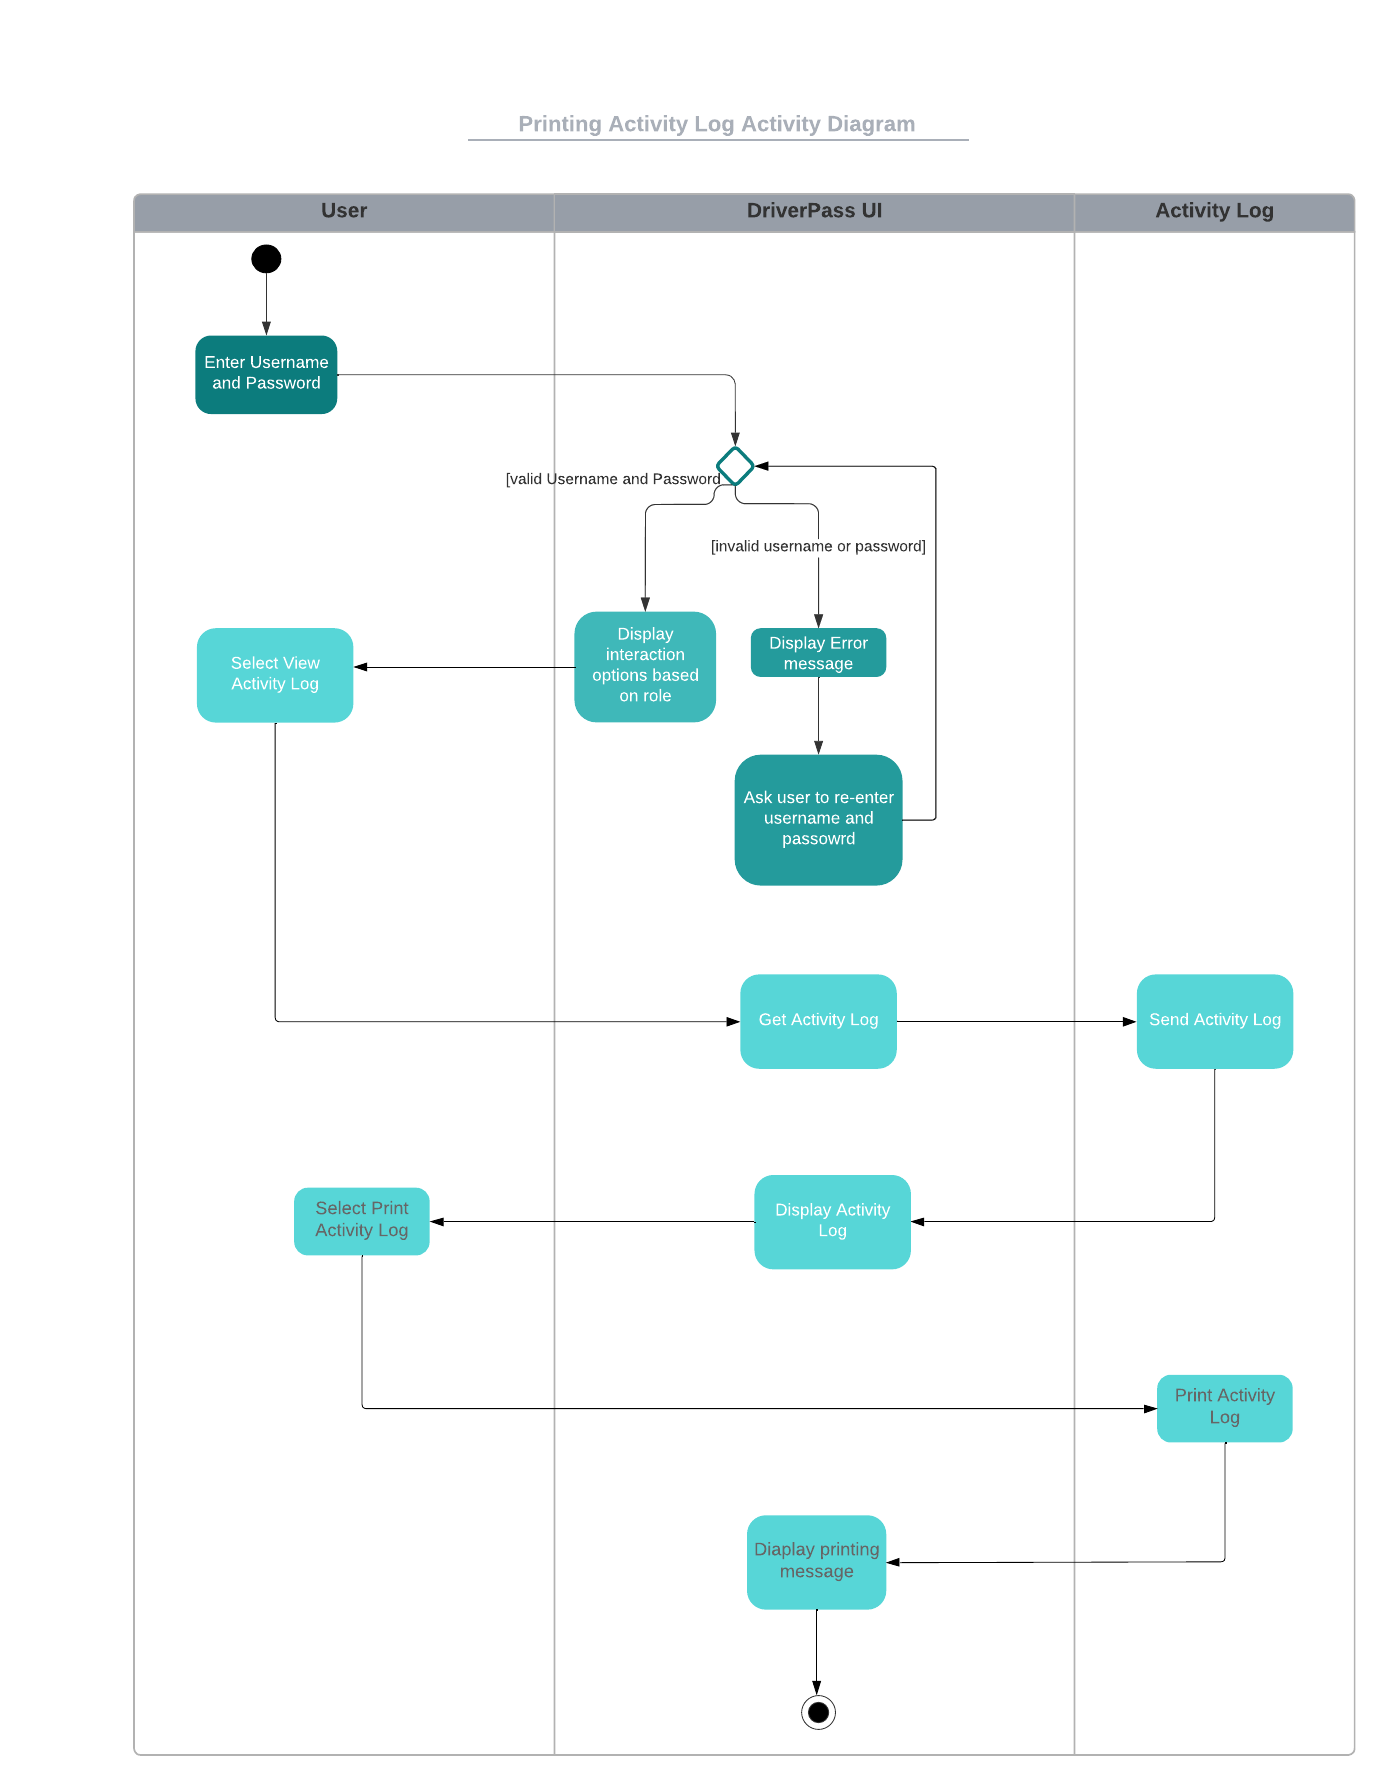 Printing Activity Log Activity Diagram
User
DriverPass UI
Activity Log
Enter Username
and Password
[valid Username and Password
[invalid username or password]
Display
interaction
options based
on role
Display Error
message
Select View
Activity Log
Ask user to re-enter
username and
passowrd
Get Activity Log
Send Activity Log
Select Print
Activity Log
Display Activity
Log
Print Activity
Log
Diaplay printing
message